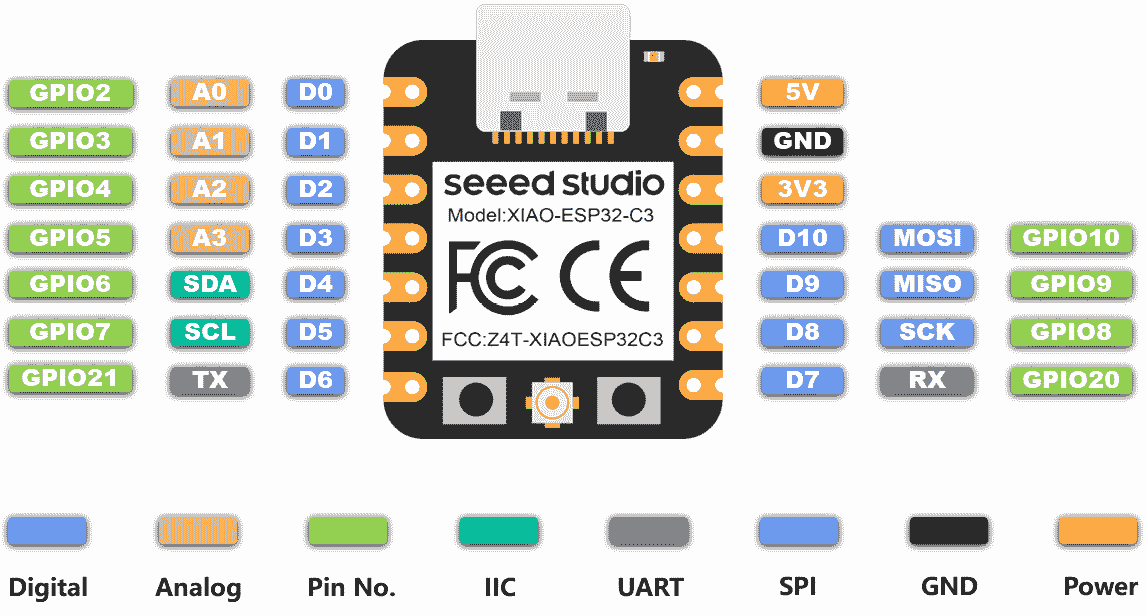 GPIO2 A0 D0 5V
GPIO3 A1 D1 GND
GPIO4 A2 D2 seeed studio 3V3
Model:XIAO-ESP32-C3
GPIO5 A3 D3 FC CE D10 MOSI GPIO10
GPIO6 SDA D4 D9 MISO GPIO9
GPIO7 SCL D5 FCC:Z4T-XIAOESP32C3 D8 SCK GPIO8
GPIO21 TX D6 D7 RX GPIO20
Digital Analog Pin No. IIC UART SPI GND Power